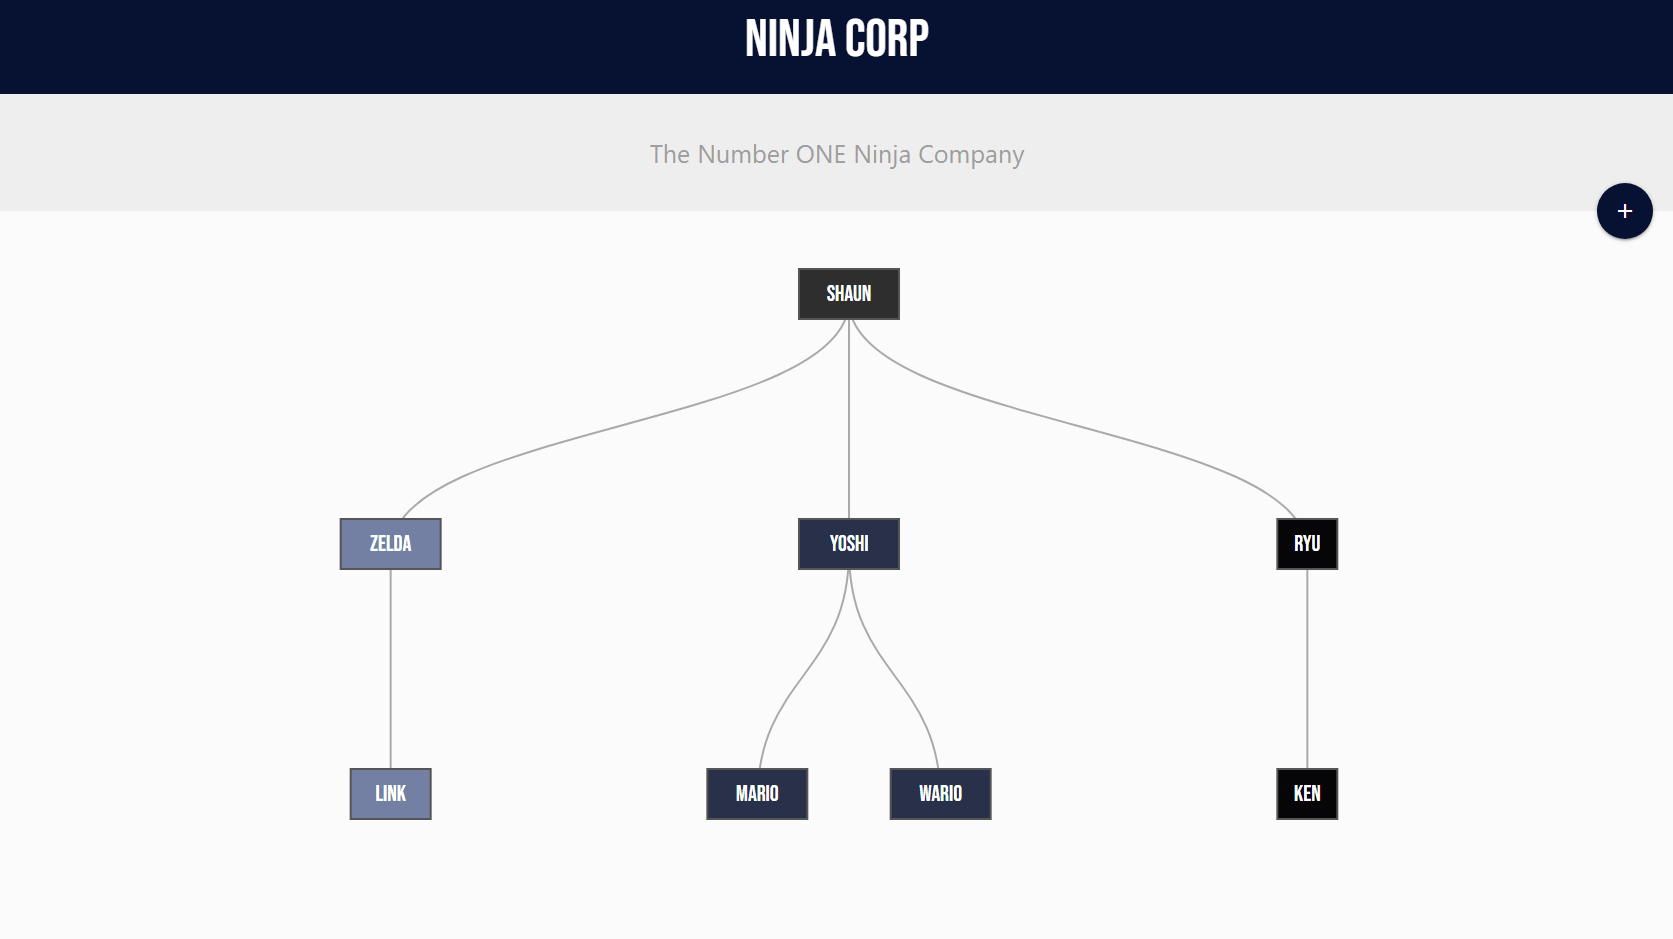 NINJA CORP
The Number ONE Ninja Company
+
SHAUN
ZELDA
YOSHI
RYU
LINK
MARIO
WARIO
KEN